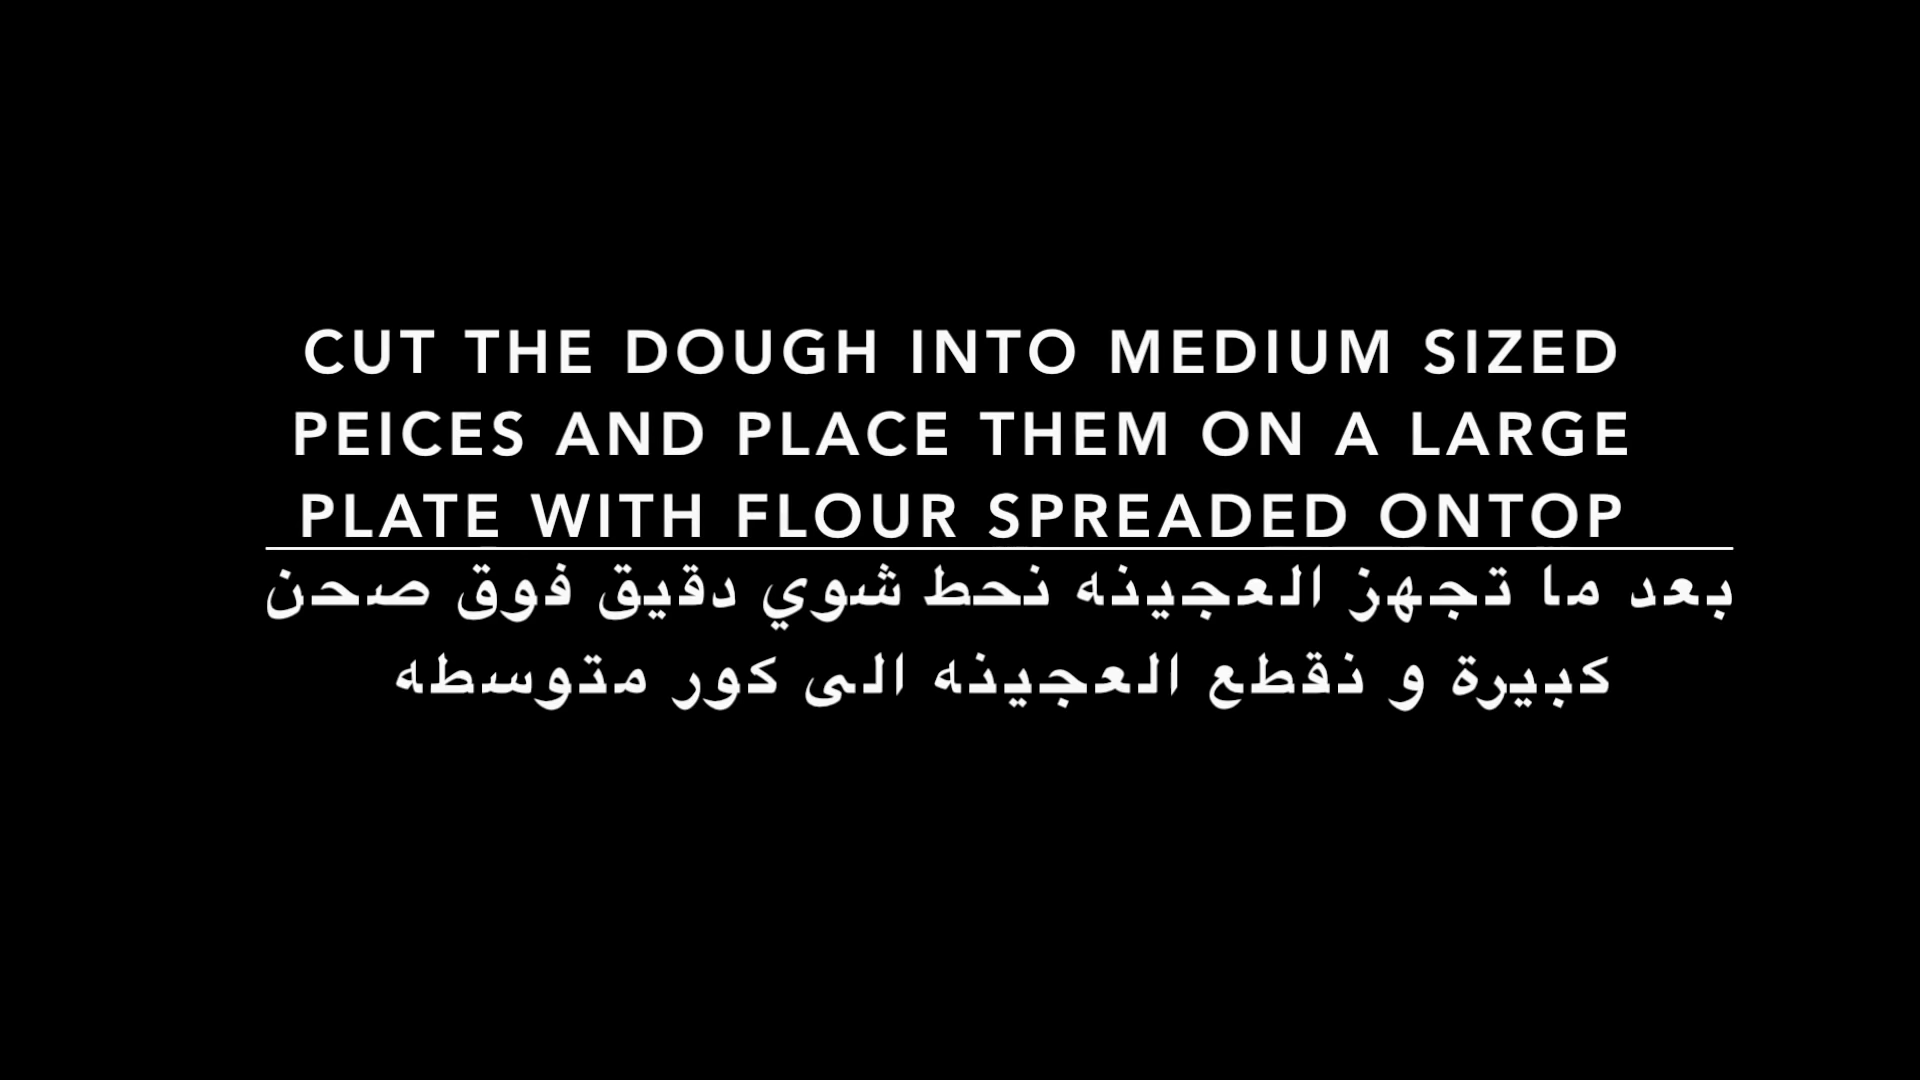 CUT THE DOUGH INTO MEDIUM SIZED
PEICES AND PLACE THEM ON A LARGE
PLATE WITH FLOUR SPREADED ONTOP
بعد ما تجهز العجينه نحط شوي دقيق فوق صحن
كبيرة و نقطع العجينه الى كور متوسطه